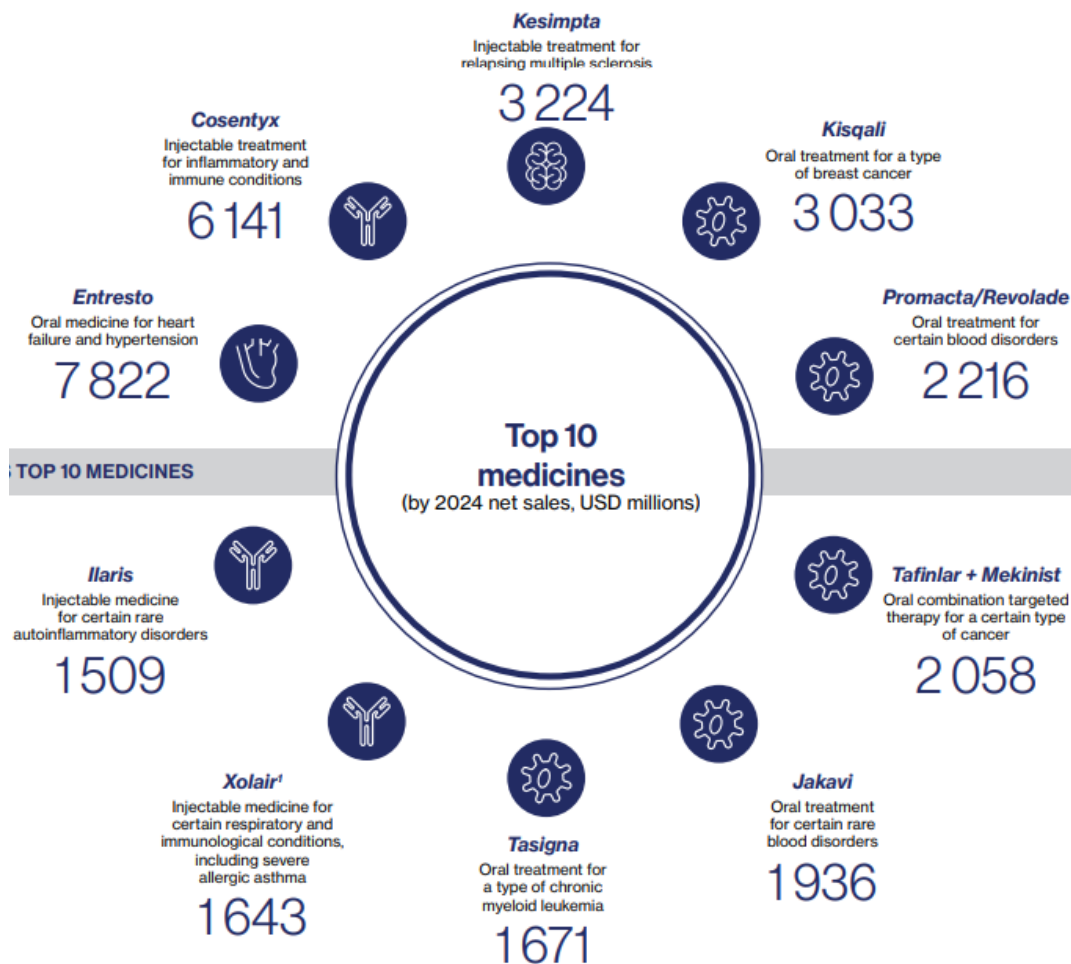 Kesimpta
Injectable treatment for
relapsing multiple sclerosis
3 224
Cosentyx
Injectable treatment
for inflammatory and
immune conditions
6 141
Kisqali
Oral treatment for a type
of breast cancer
3 033
Entresto
Oral medicine for heart
failure and hypertension
7 822
Promacta/Revolade
Oral treatment for
certain blood disorders
2 216
Top 10
medicines
(by 2024 net sales, USD millions)
TOP 10 MEDICINES
Ilaris
Injectable medicine
for certain rare
autoinflammatory disorders
1 509
Tafinlar + Mekinist
Oral combination targeted
therapy for a certain type
of cancer
2 058
Xolair¹
Injectable medicine for
certain respiratory and
immunological conditions,
including severe
allergic asthma
1 643
Tasigna
Oral treatment for
a type of chronic
myeloid leukemia
1 671
Jakavi
Oral treatment
for certain rare
blood disorders
1 936